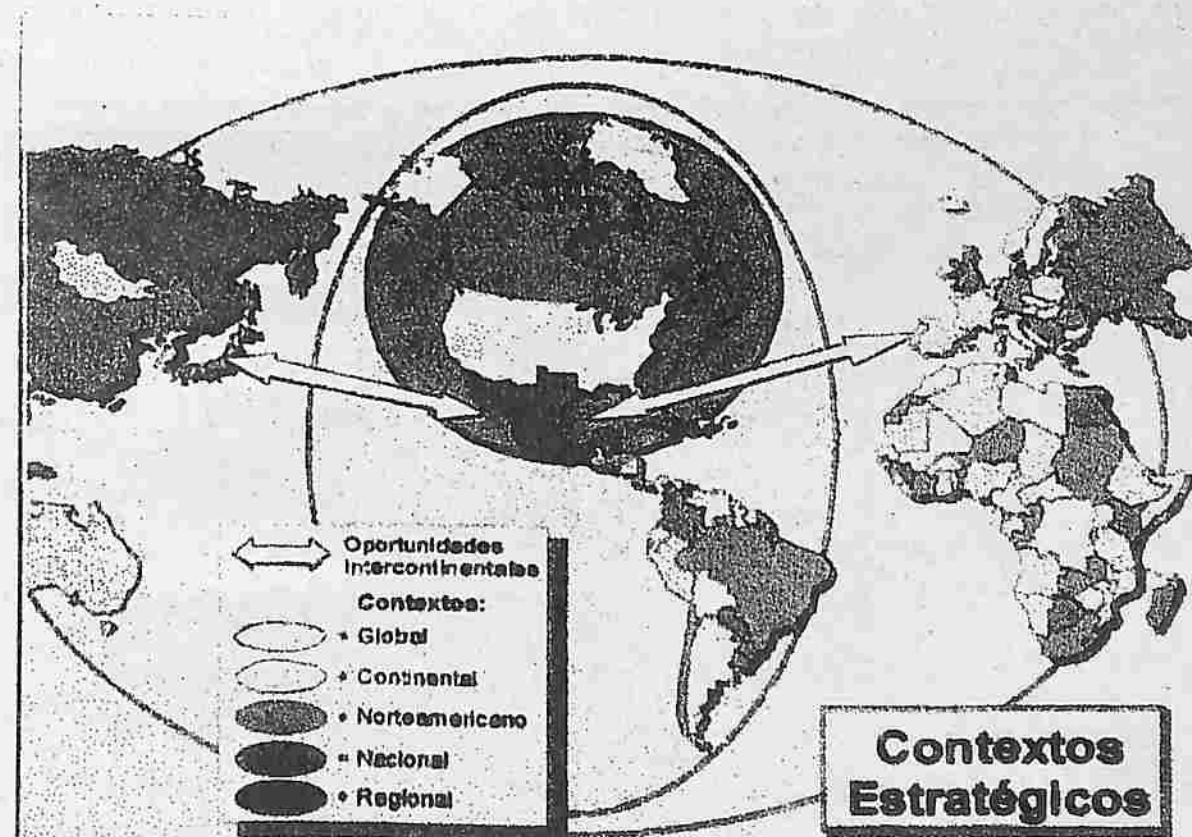 Oportunidades
Intercontinentales
Contextos:
• Global
• Continental
• Norteamericano
• Nacional
• Regional
Contextos
Estratégicos